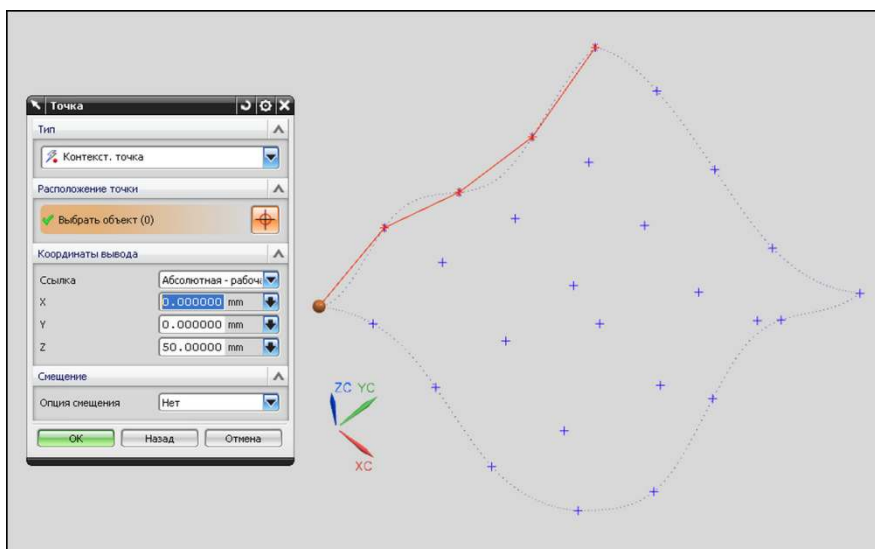 Точка
Тип
Контекст. точка
Расположение точки
Выбрать объект (0)
Координаты вывода
Ссылка Абсолютная - рабоч
X 0.000000 mm
Y 0.000000 mm
Z 50.00000 mm
Смещение
Опция смещения Нет
OK Назад Отмена
ZC YC
XC